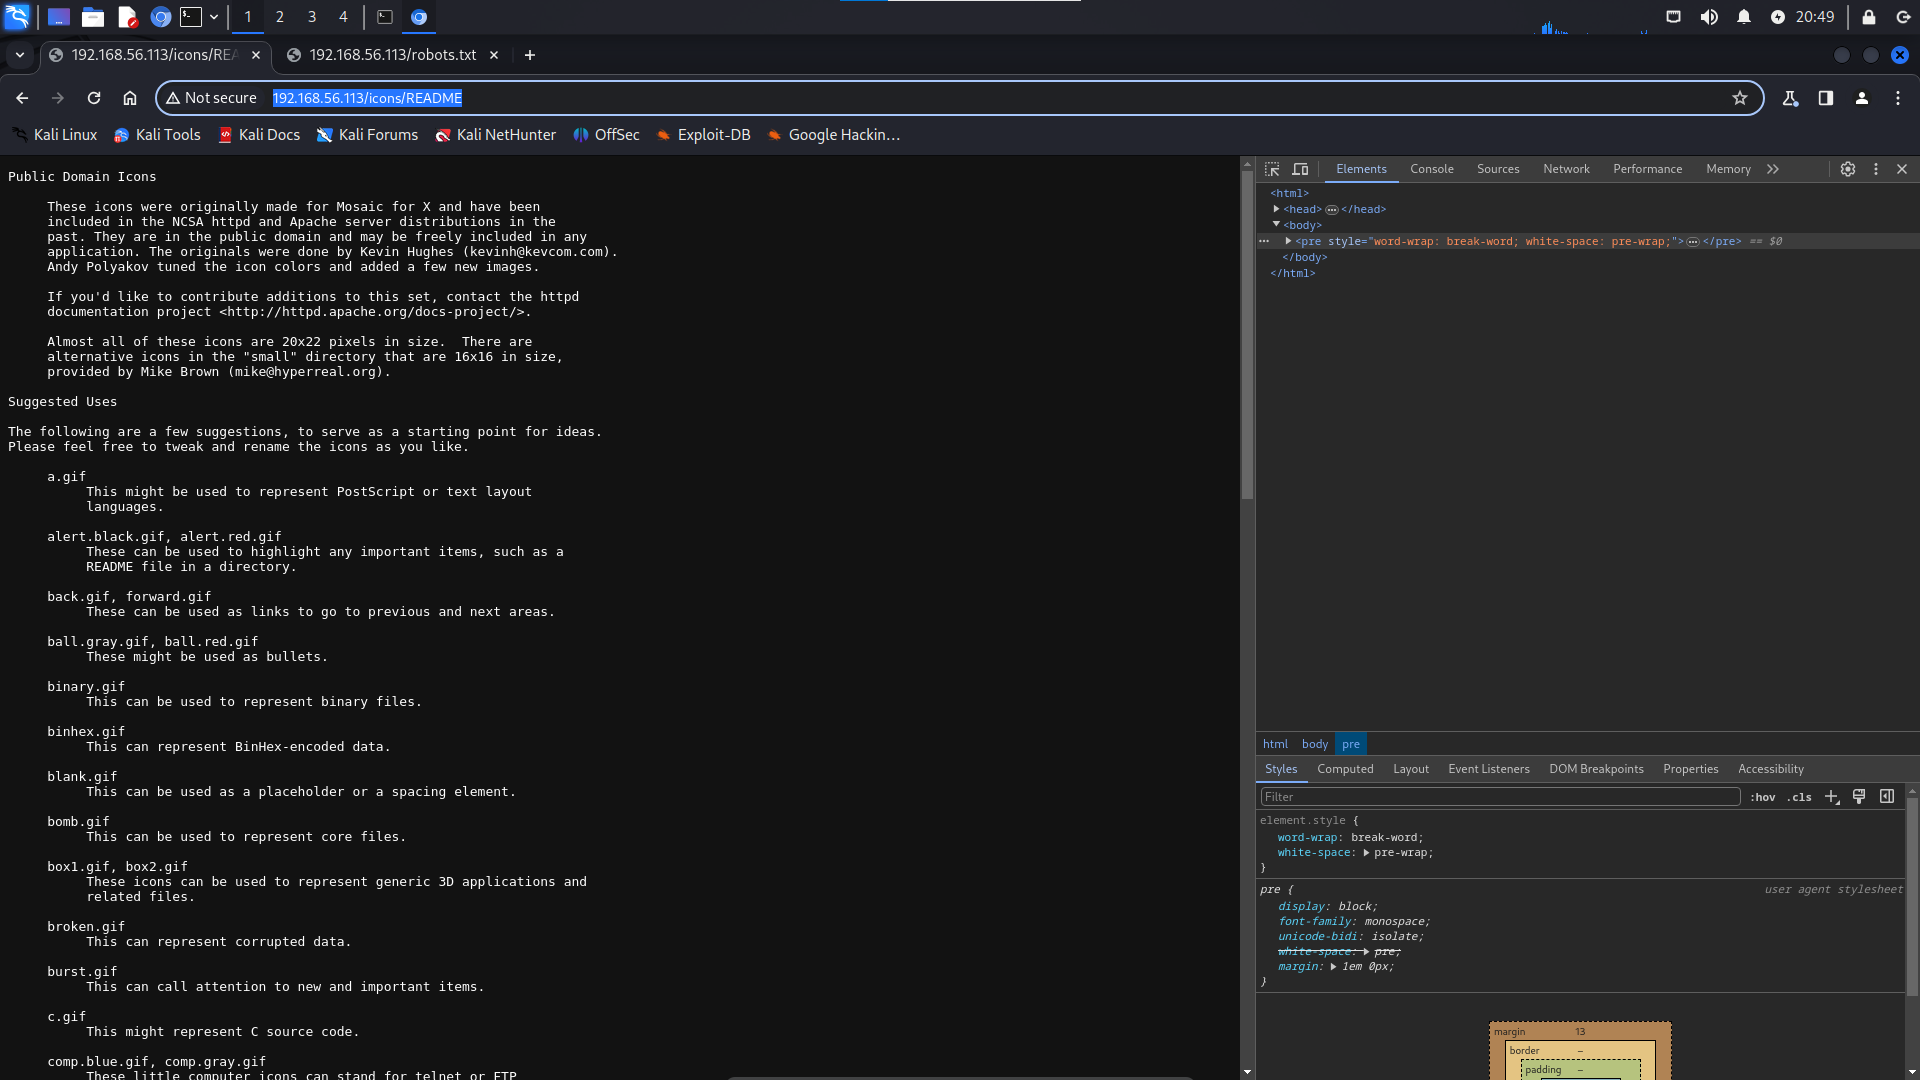 1 2 3 4 20:49
192.168.56.113/icons/REA 192.168.56.113/robots.txt
Not secure 192.168.56.113/icons/README
Kali Linux Kali Tools Kali Docs Kali Forums Kali NetHunter OffSec Exploit-DB Google Hackin…
Public Domain Icons
These icons were originally made for Mosaic for X and have been
included in the NCSA httpd and Apache server distributions in the
past. They are in the public domain and may be freely included in any
application. The originals were done by Kevin Hughes (kevinh@kevcom.com).
Andy Polyakov tuned the icon colors and added a few new images.
If you'd like to contribute additions to this set, contact the httpd
documentation project <http://httpd.apache.org/docs-project/>.
Almost all of these icons are 20x22 pixels in size.  There are
alternative icons in the "small" directory that are 16x16 in size,
provided by Mike Brown (mike@hyperreal.org).
Suggested Uses
The following are a few suggestions, to serve as a starting point for ideas.
Please feel free to tweak and rename the icons as you like.
a.gif
This might be used to represent PostScript or text layout
languages.
alert.black.gif, alert.red.gif
These can be used to highlight any important items, such as a
README file in a directory.
back.gif, forward.gif
These can be used as links to go to previous and next areas.
ball.gray.gif, ball.red.gif
These might be used as bullets.
binary.gif
This can be used to represent binary files.
binhex.gif
This can represent BinHex-encoded data.
blank.gif
This can be used as a placeholder or a spacing element.
bomb.gif
This can be used to represent core files.
box1.gif, box2.gif
These icons can be used to represent generic 3D applications and
related files.
broken.gif
This can represent corrupted data.
burst.gif
This can call attention to new and important items.
c.gif
This might represent C source code.
comp.blue.gif, comp.gray.gif
These little computer icons can stand for telnet or FTP
Elements Console Sources Network Performance Memory
<html>
<head> … </head>
<body>
<pre style="word-wrap: break-word; white-space: pre-wrap;"> … </pre> == $0
</body>
</html>
html body pre
Styles Computed Layout Event Listeners DOM Breakpoints Properties Accessibility
Filter :hov .cls
element.style {
word-wrap: break-word;
white-space: pre-wrap;
}
pre { user agent stylesheet
display: block;
font-family: monospace;
unicode-bidi: isolate;
white-space: pre;
margin: 1em 0px;
}
margin 13
border –
padding –